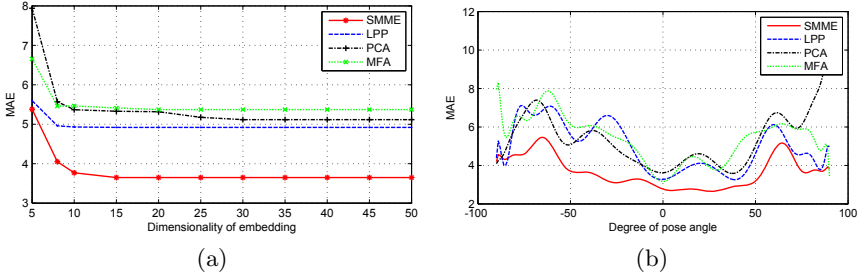 8
7
6
5
4
3
MAE
5 10 15 20 25 30 35 40 45 50
Dimensionality of embedding
SMME
LPP
PCA
MFA
(a)
12
10
8
6
4
2
MAE
-100 -50 0 50 100
Degree of pose angle
SMME
LPP
PCA
MFA
(b)